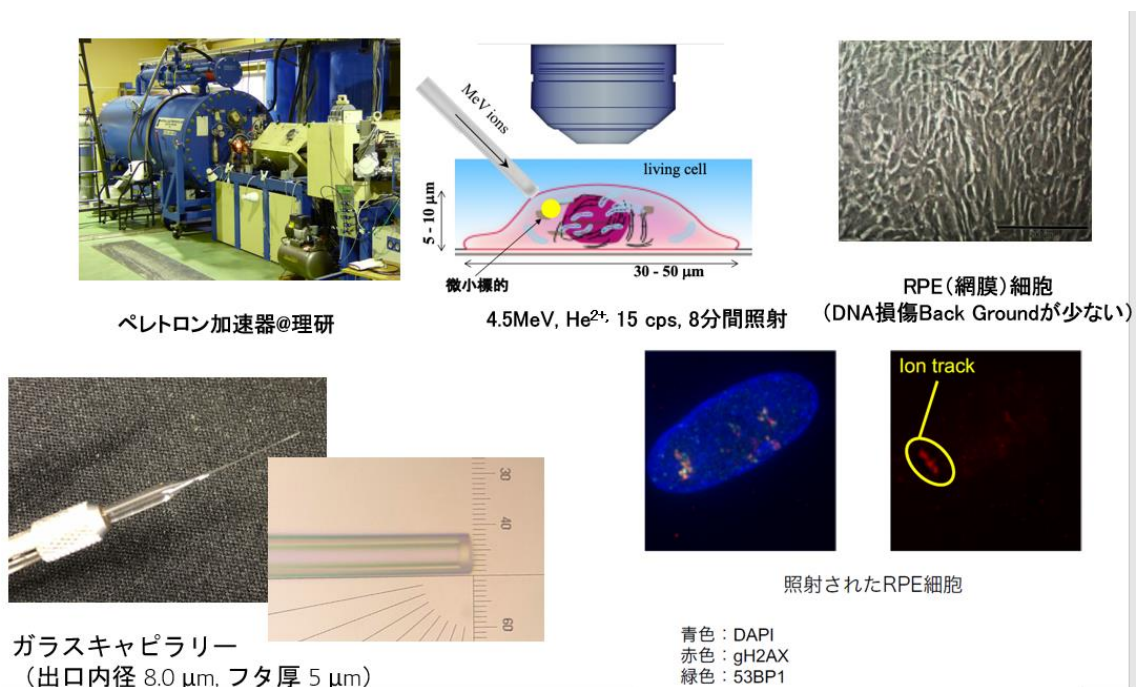 MeV ions
living cell
5 - 10 μm
微小標的
30 - 50 μm
ペレトロン加速器@理研
4.5MeV, He²⁺, 15 cps, 8分間照射
RPE(網膜)細胞
(DNA損傷Back Groundが少ない)
Ion track
30
40
60
照射されたRPE細胞
ガラスキャピラリー
(出口内径 8.0 μm, フタ厚 5 μm)
青色:DAPI
赤色:gH2AX
緑色:53BP1